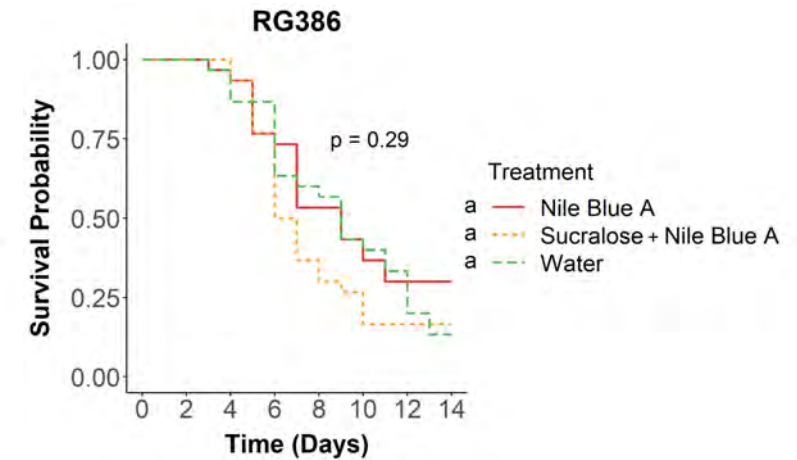 RG386
Survival Probability
1.00
0.75
0.50
0.25
0.00
p = 0.29
Treatment
a Nile Blue A
a Sucralose + Nile Blue A
a Water
0 2 4 6 8 10 12 14
Time (Days)